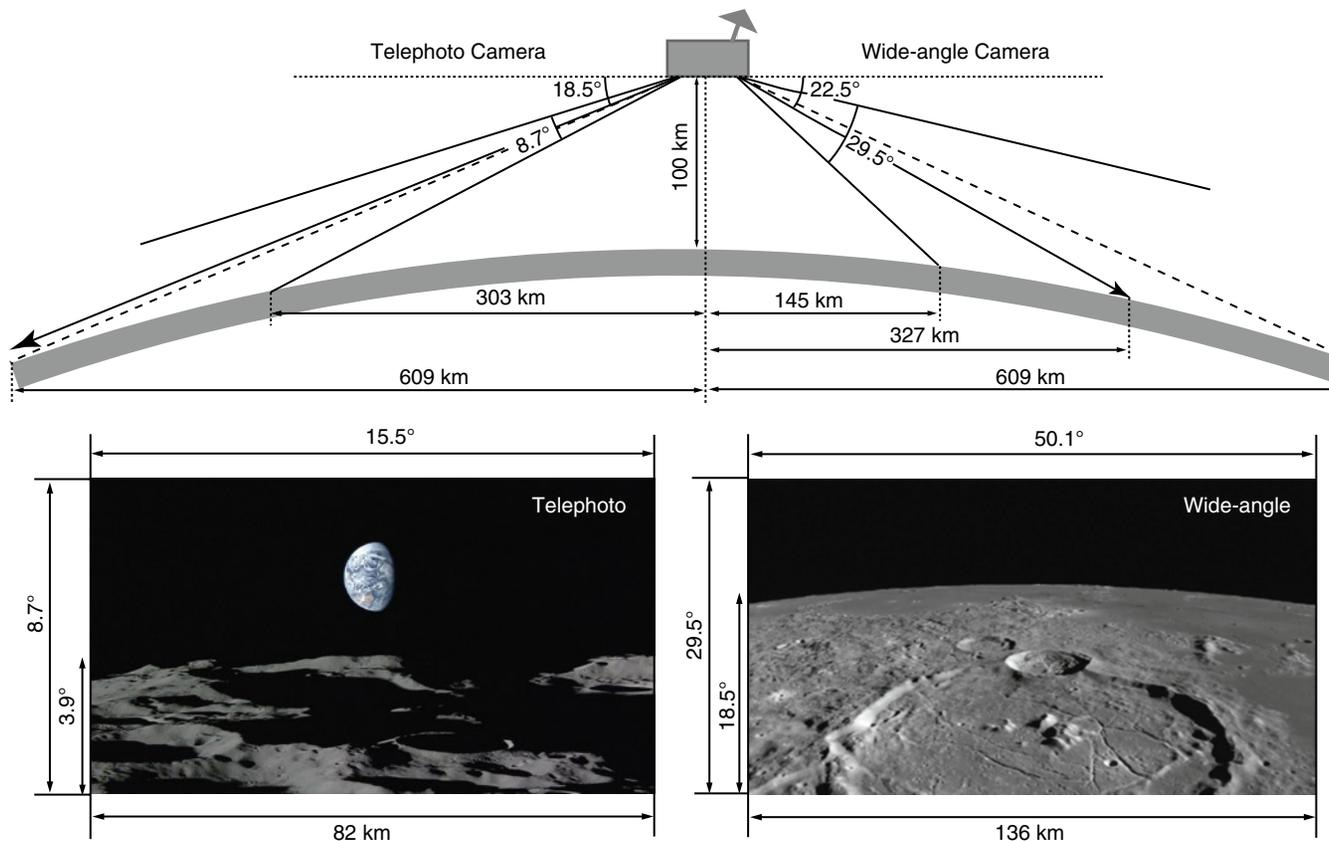 Telephoto Camera
Wide-angle Camera
18.5°
22.5°
8.7°
29.5°
100 km
303 km
145 km
327 km
609 km
609 km
15.5°
50.1°
Telephoto
Wide-angle
8.7°
3.9°
29.5°
18.5°
82 km
136 km